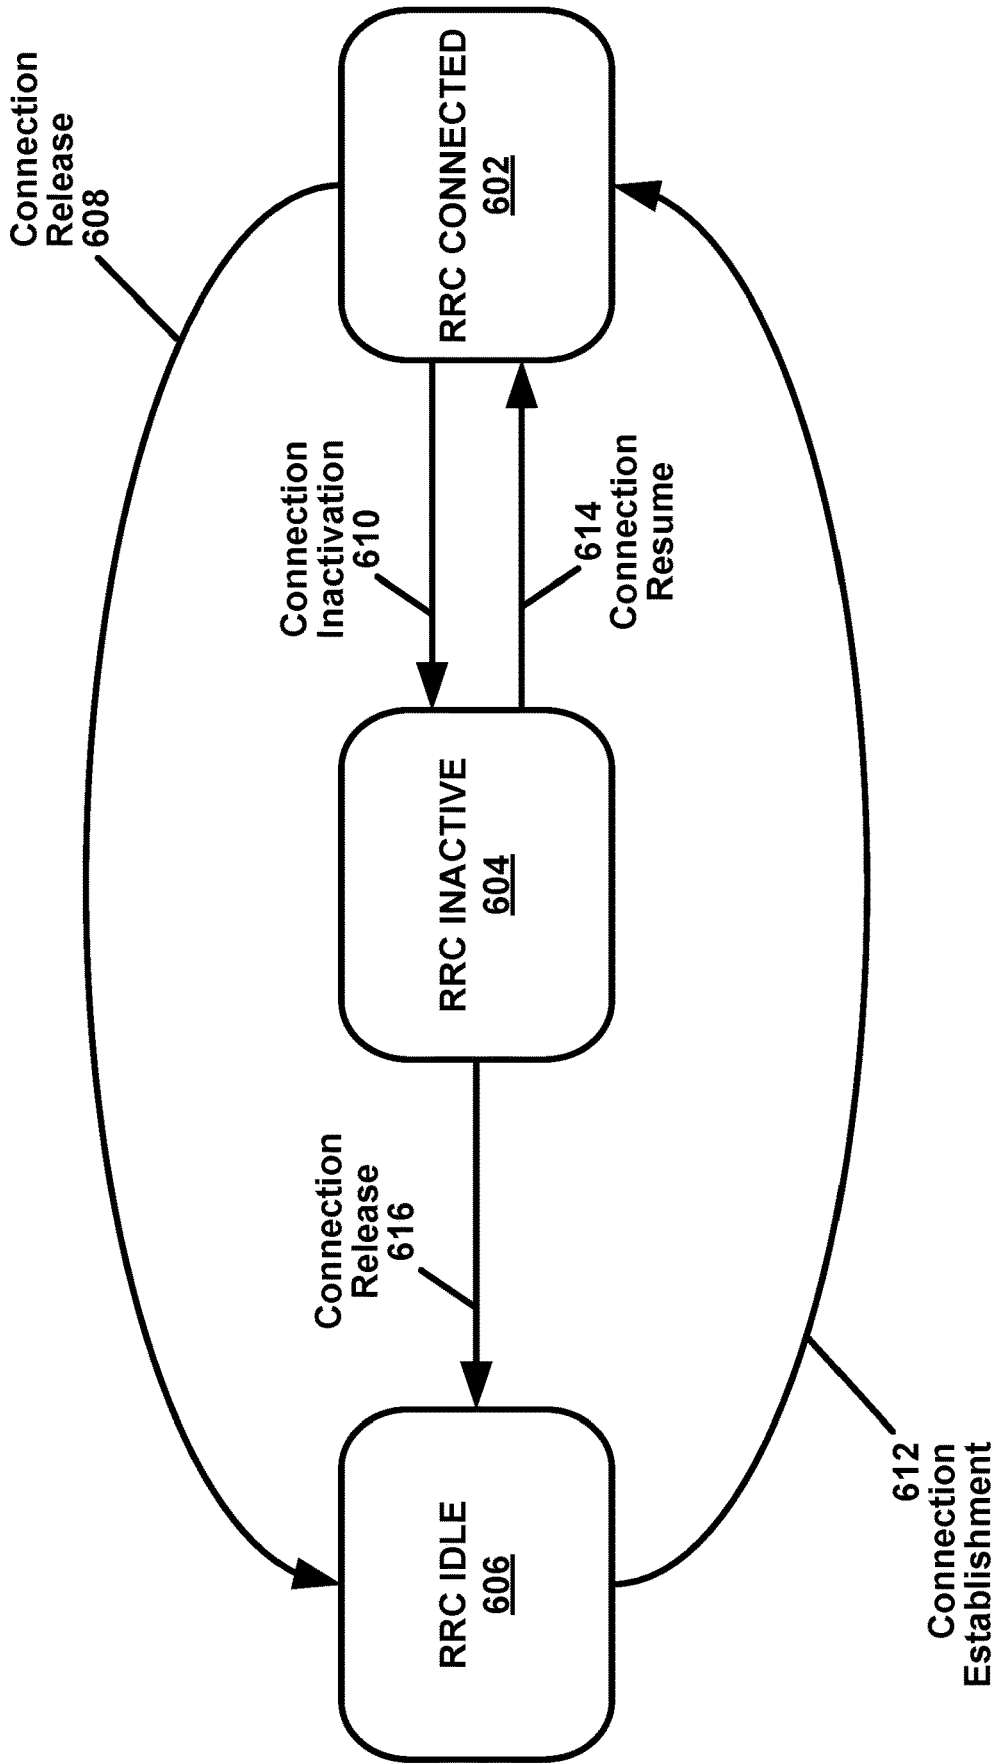 Connection
Release
608
RRC IDLE
606
Connection
Release
616
RRC INACTIVE
604
Connection
Inactivation
610
614
Connection
Resume
RRC CONNECTED
602
612
Connection
Establishment